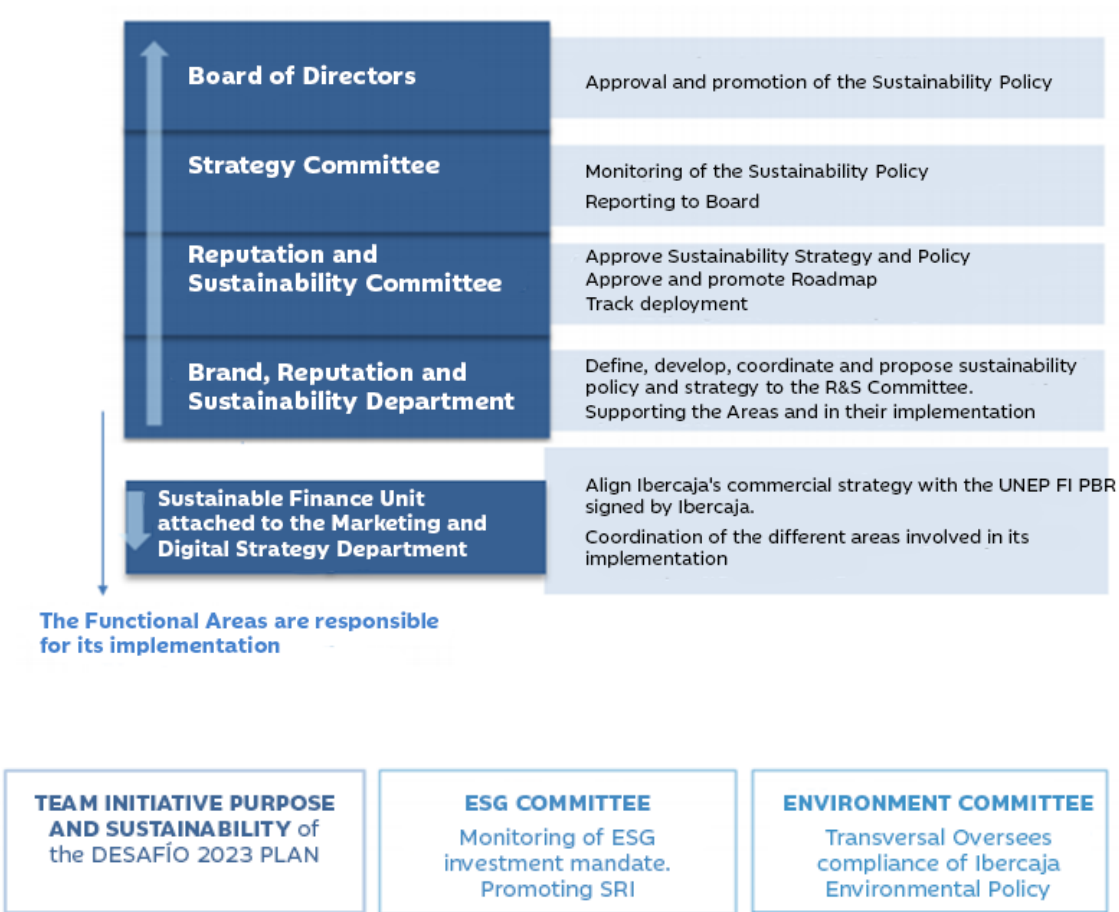 Board of Directors
Approval and promotion of the Sustainability Policy
Strategy Committee
Monitoring of the Sustainability Policy
Reporting to Board
Reputation and
Sustainability Committee
Approve Sustainability Strategy and Policy
Approve and promote Roadmap
Track deployment
Brand, Reputation and
Sustainability Department
Define, develop, coordinate and propose sustainability
policy and strategy to the R&S Committee.
Supporting the Areas and in their implementation
Sustainable Finance Unit
attached to the Marketing and
Digital Strategy Department
Align Ibercaja's commercial strategy with the UNEP FI PBR
signed by Ibercaja.
Coordination of the different areas involved in its
implementation
The Functional Areas are responsible
for its implementation
TEAM INITIATIVE PURPOSE
AND SUSTAINABILITY of
the DESAFÍO 2023 PLAN
ESG COMMITTEE
Monitoring of ESG
investment mandate.
Promoting SRI
ENVIRONMENT COMMITTEE
Transversal Oversees
compliance of Ibercaja
Environmental Policy